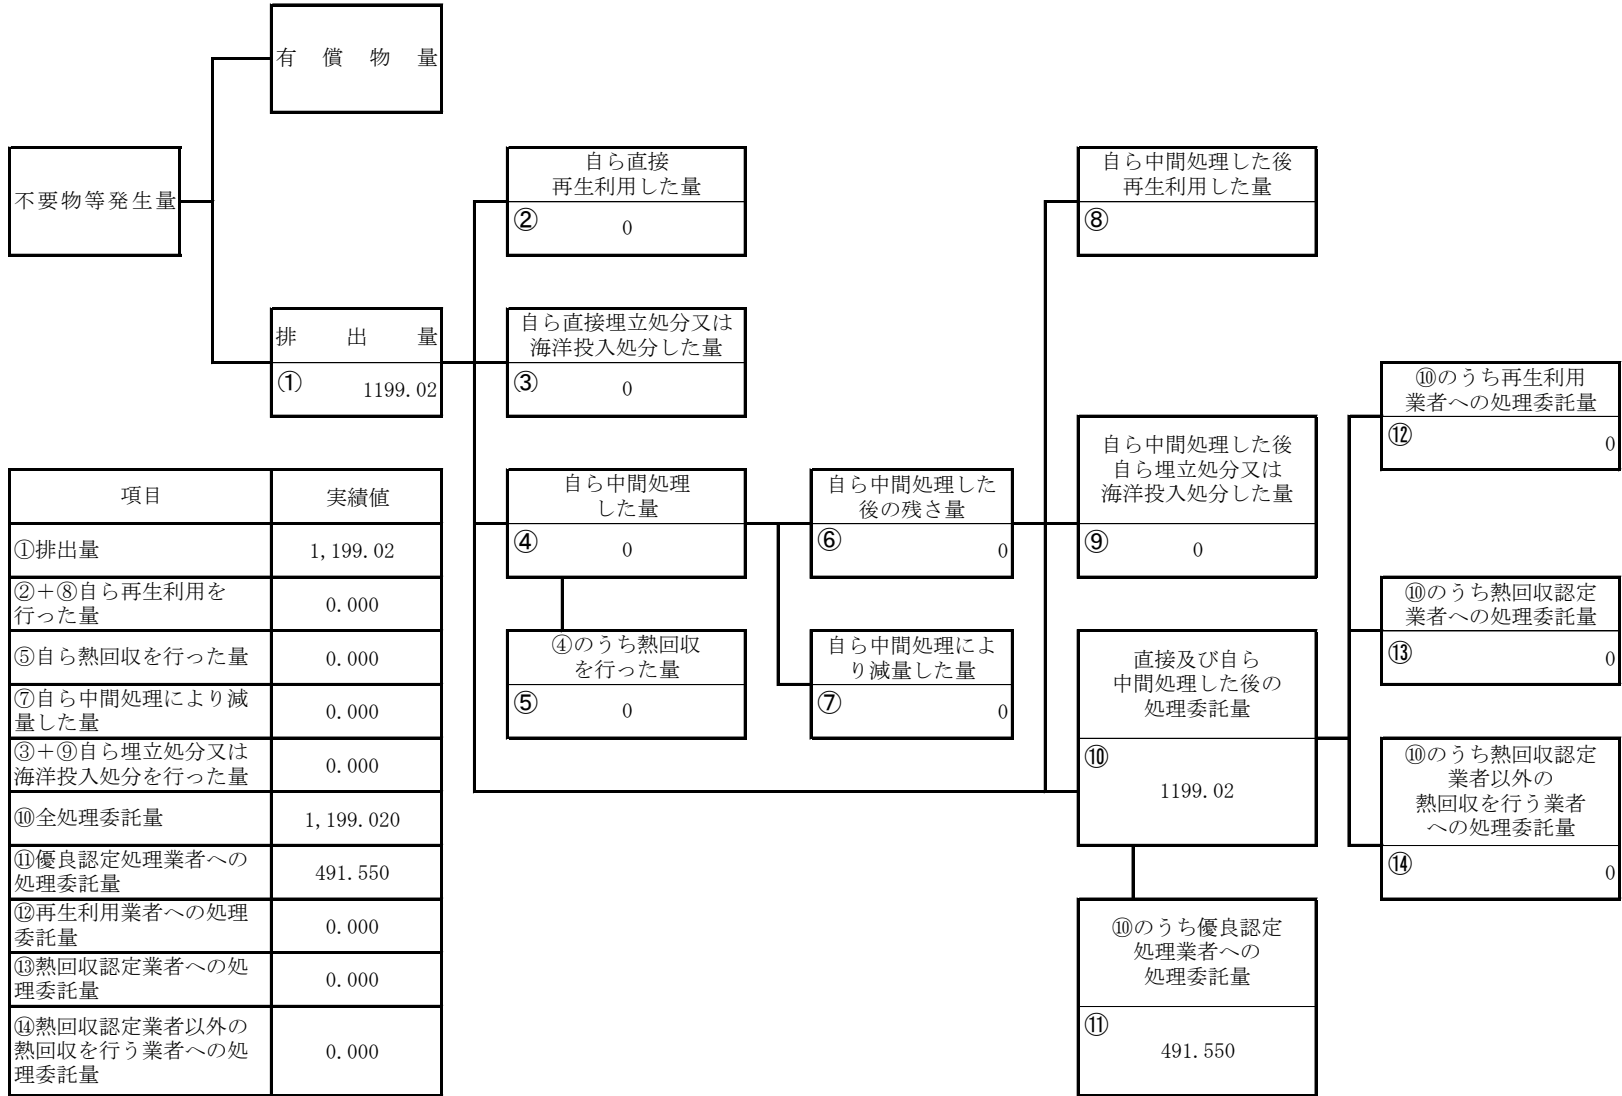 有償物量
不要物等発生量
排出量
① 1199.02
自ら直接
再生利用した量
② 0
自ら直接埋立処分又は
海洋投入処分した量
③ 0
自ら中間処理
した量
④ 0
④のうち熱回収
を行った量
⑤ 0
自ら中間処理した
後の残さ量
⑥ 0
自ら中間処理によ
り減量した量
⑦ 0
自ら中間処理した後
再生利用した量
⑧
自ら中間処理した後
自ら埋立処分又は
海洋投入処分した量
⑨ 0
直接及び自ら
中間処理した後の
処理委託量
⑩
1199.02
⑩のうち優良認定
処理業者への
処理委託量
⑪
491.550
⑩のうち再生利用
業者への処理委託量
⑫ 0
⑩のうち熱回収認定
業者への処理委託量
⑬ 0
⑩のうち熱回収認定
業者以外の
熱回収を行う業者
への処理委託量
⑭ 0
項目 実績値
①排出量 1,199.02
②+⑧自ら再生利用を
行った量 0.000
⑤自ら熱回収を行った量 0.000
⑦自ら中間処理により減
量した量 0.000
③+⑨自ら埋立処分又は
海洋投入処分を行った量 0.000
⑩全処理委託量 1,199.020
⑪優良認定処理業者への
処理委託量 491.550
⑫再生利用業者への処理
委託量 0.000
⑬熱回収認定業者への処
理委託量 0.000
⑭熱回収認定業者以外の
熱回収を行う業者への処
理委託量 0.000